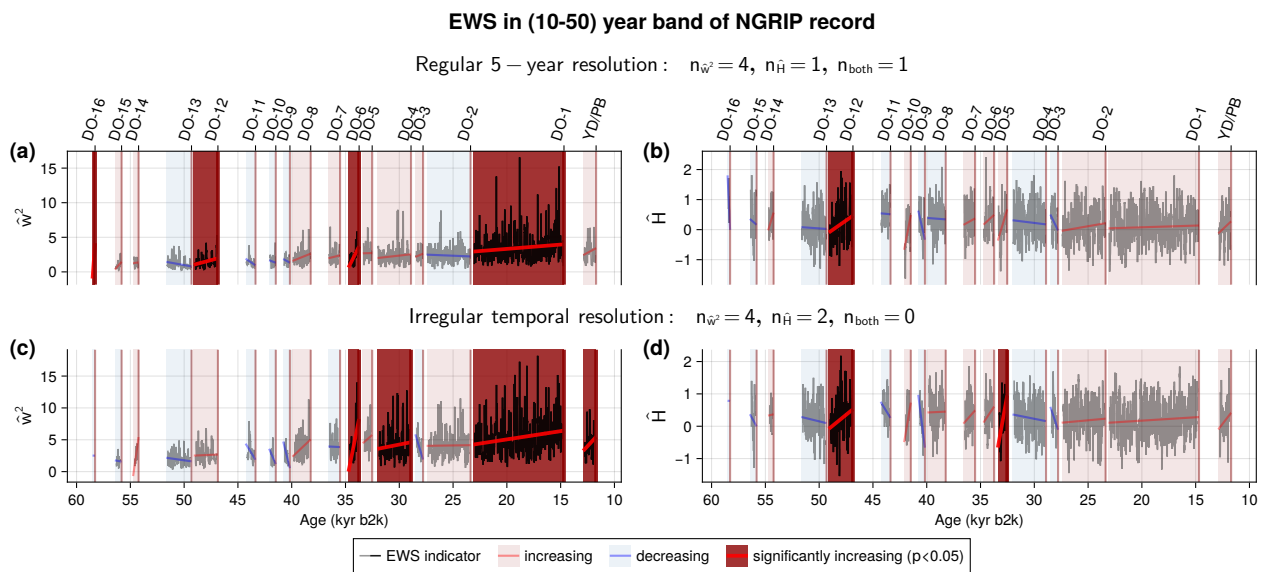 EWS in (10-50) year band of NGRIP record
Regular 5 – year resolution : n_ŵ² = 4, n_Ĥ = 1, n_both = 1
DO-16 DO-15 DO-14 DO-13 DO-12 DO-11 DO-10 DO-9 DO-8 DO-7 DO-6 DO-5 DO-4 DO-3 DO-2 DO-1 YD/PB
DO-16 DO-15 DO-14 DO-13 DO-12 DO-11 DO-10 DO-9 DO-8 DO-7 DO-6 DO-5 DO-4 DO-3 DO-2 DO-1 YD/PB
(a)
ŵ²
15
10
5
0
(b)
Ĥ
2
1
0
−1
Irregular temporal resolution : n_ŵ² = 4, n_Ĥ = 2, n_both = 0
(c)
ŵ²
15
10
5
0
60 55 50 45 40 35 30 25 20 15 10
Age (kyr b2k)
(d)
Ĥ
2
1
0
−1
60 55 50 45 40 35 30 25 20 15 10
Age (kyr b2k)
EWS indicator increasing decreasing significantly increasing (p<0.05)